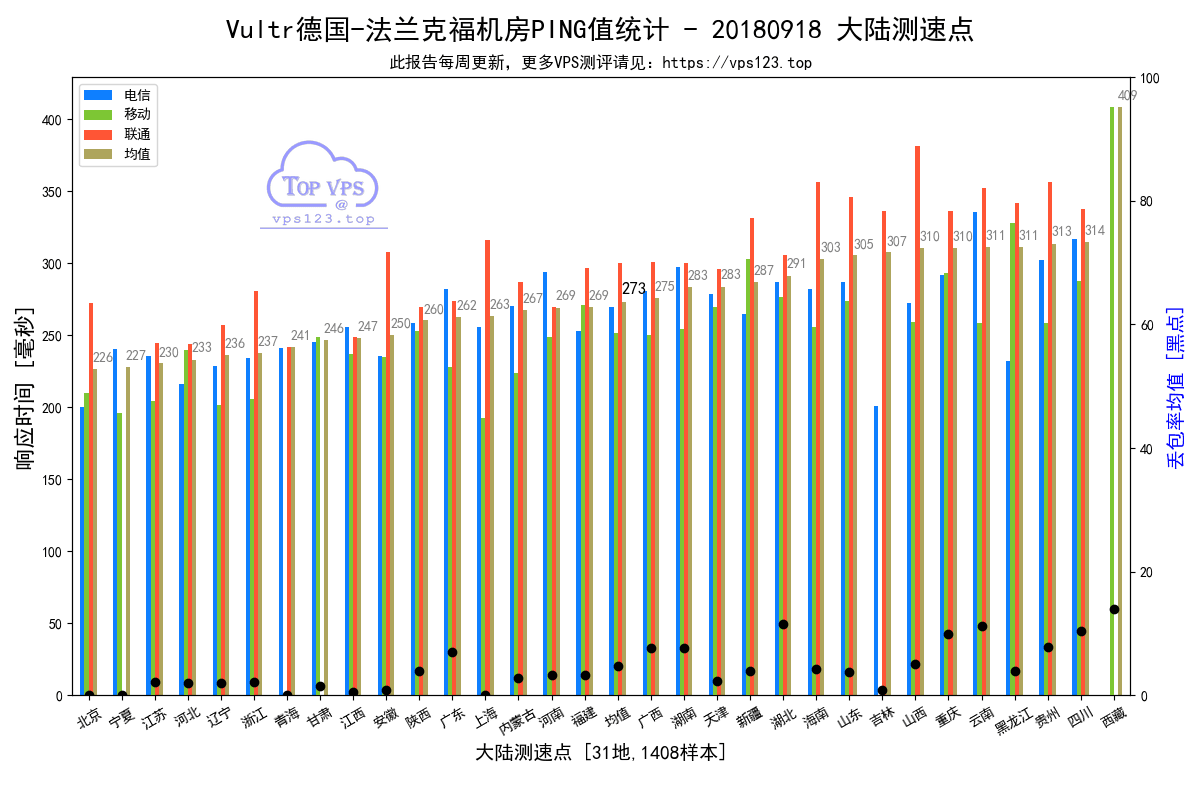 Vultr德国-法兰克福机房PING值统计 - 20180918 大陆测速点
此报告每周更新，更多VPS测评请见：https://vps123.top
电信
移动
联通
均值
TOP VPS
@
vps123.top
响应时间 [毫秒]
400
350
300
250
200
150
100
50
0
226
227
230
233
236
237
241
246
247
250
260
262
263
267
269
269
273
275
283
283
287
291
303
305
307
310
310
311
311
313
314
409
100
80
60
40
20
0
丢包率均值 [黑点]
北京
宁夏
江苏
河北
辽宁
浙江
青海
甘肃
江西
安徽
陕西
广东
上海
内蒙古
河南
福建
均值
广西
湖南
天津
新疆
湖北
海南
山东
吉林
山西
重庆
云南
黑龙江
贵州
四川
西藏
大陆测速点 [31地,1408样本]